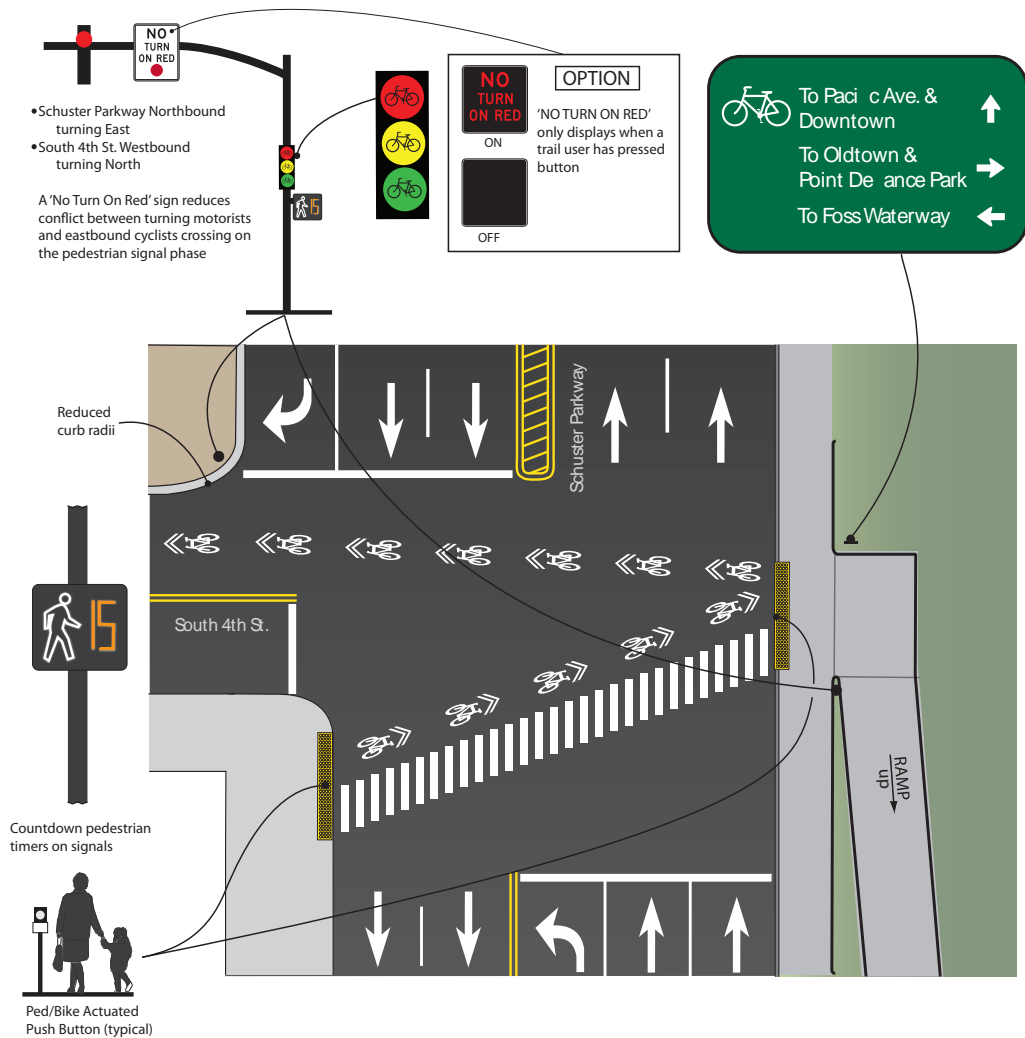 NO
TURN
ON RED
•Schuster Parkway Northbound
turning East
•South 4th St. Westbound
turning North
A 'No Turn On Red' sign reduces
conflict between turning motorists
and eastbound cyclists crossing on
the pedestrian signal phase
15
NO
TURN
ON RED
ON
OFF
OPTION
'NO TURN ON RED'
only displays when a
trail user has pressed
button
To Paci c Ave. &
Downtown
To Oldtown &
Point De ance Park
To Foss Waterway
Reduced
curb radii
Schuster Parkway
South 4th St.
15
RAMP
up
Countdown pedestrian
timers on signals
Ped/Bike Actuated
Push Button (typical)